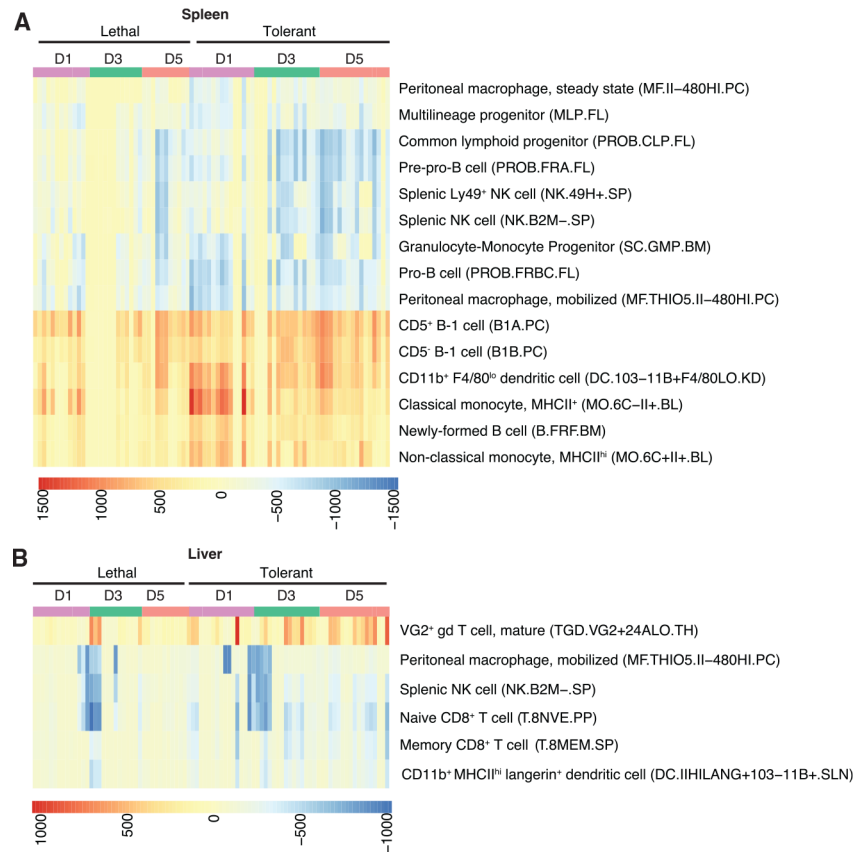 A
Spleen
Lethal Tolerant
D1 D3 D5 D1 D3 D5
Peritoneal macrophage, steady state (MF.II−480HI.PC)
Multilineage progenitor (MLP.FL)
Common lymphoid progenitor (PROB.CLP.FL)
Pre-pro-B cell (PROB.FRA.FL)
Splenic Ly49⁺ NK cell (NK.49H+.SP)
Splenic NK cell (NK.B2M−.SP)
Granulocyte-Monocyte Progenitor (SC.GMP.BM)
Pro-B cell (PROB.FRBC.FL)
Peritoneal macrophage, mobilized (MF.THIO5.II−480HI.PC)
CD5⁺ B-1 cell (B1A.PC)
CD5⁻ B-1 cell (B1B.PC)
CD11b⁺ F4/80ˡᵒ dendritic cell (DC.103−11B+F4/80LO.KD)
Classical monocyte, MHCII⁺ (MO.6C−II+.BL)
Newly-formed B cell (B.FRF.BM)
Non-classical monocyte, MHCIIʰⁱ (MO.6C+II+.BL)
1500 1000 500 0 −500 −1000 −1500
B
Liver
Lethal Tolerant
D1 D3 D5 D1 D3 D5
VG2⁺ gd T cell, mature (TGD.VG2+24ALO.TH)
Peritoneal macrophage, mobilized (MF.THIO5.II−480HI.PC)
Splenic NK cell (NK.B2M−.SP)
Naive CD8⁺ T cell (T.8NVE.PP)
Memory CD8⁺ T cell (T.8MEM.SP)
CD11b⁺ MHCIIʰⁱ langerin⁺ dendritic cell (DC.IIHILANG+103−11B+.SLN)
1000 500 0 −500 −1000